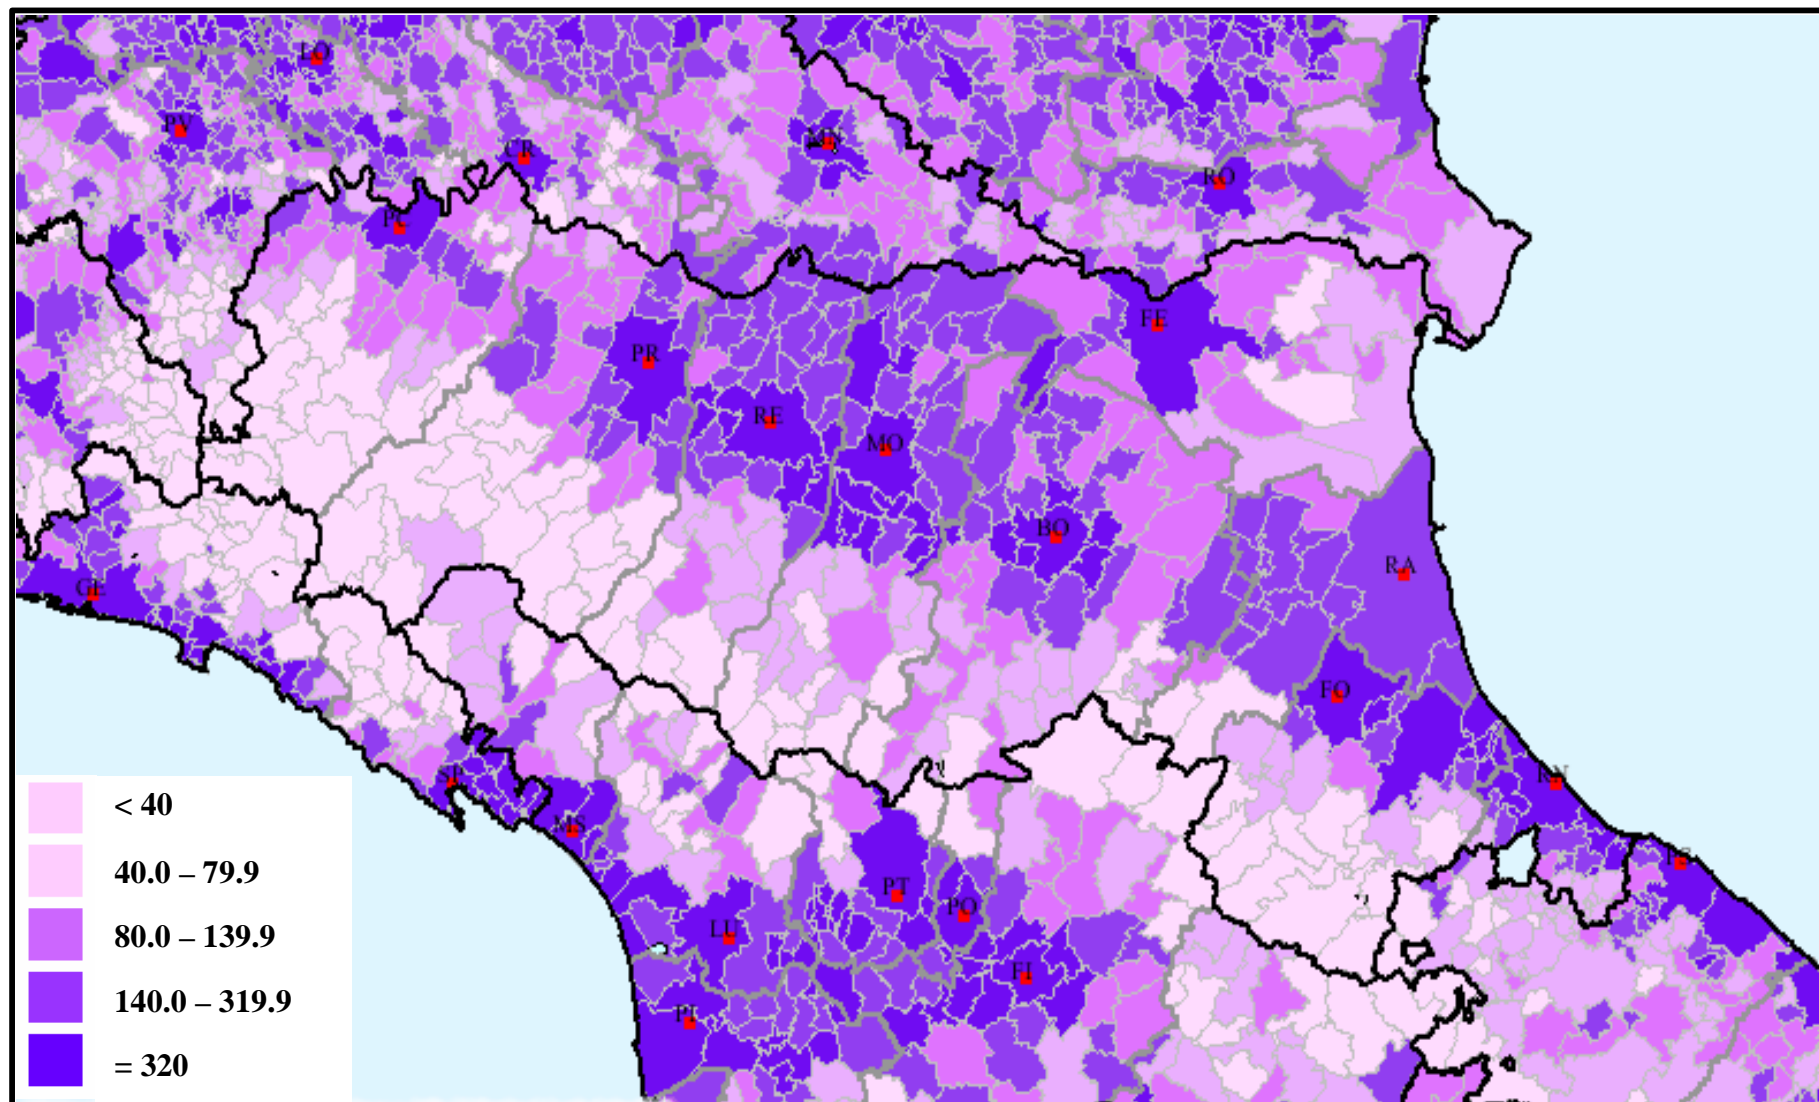 LO
PV
MN
CR
RO
PC
FE
PR
RE
MO
BO
RA
GE
FO
SP
RN
MS
PS
PT
PO
LU
FI
PI
< 40
40.0 – 79.9
80.0 – 139.9
140.0 – 319.9
= 320